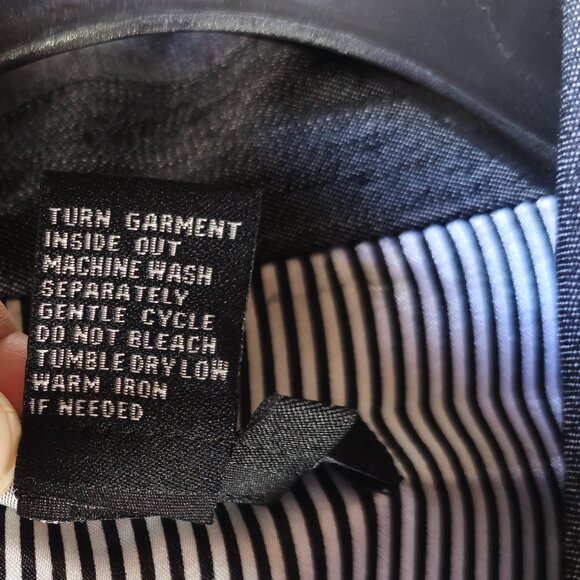 TURN GARMENT
INSIDE OUT
MACHINE WASH
SEPARATELY
GENTLE CYCLE
DO NOT BLEACH
TUMBLE DRY LOW
WARM IRON
IF NEEDED